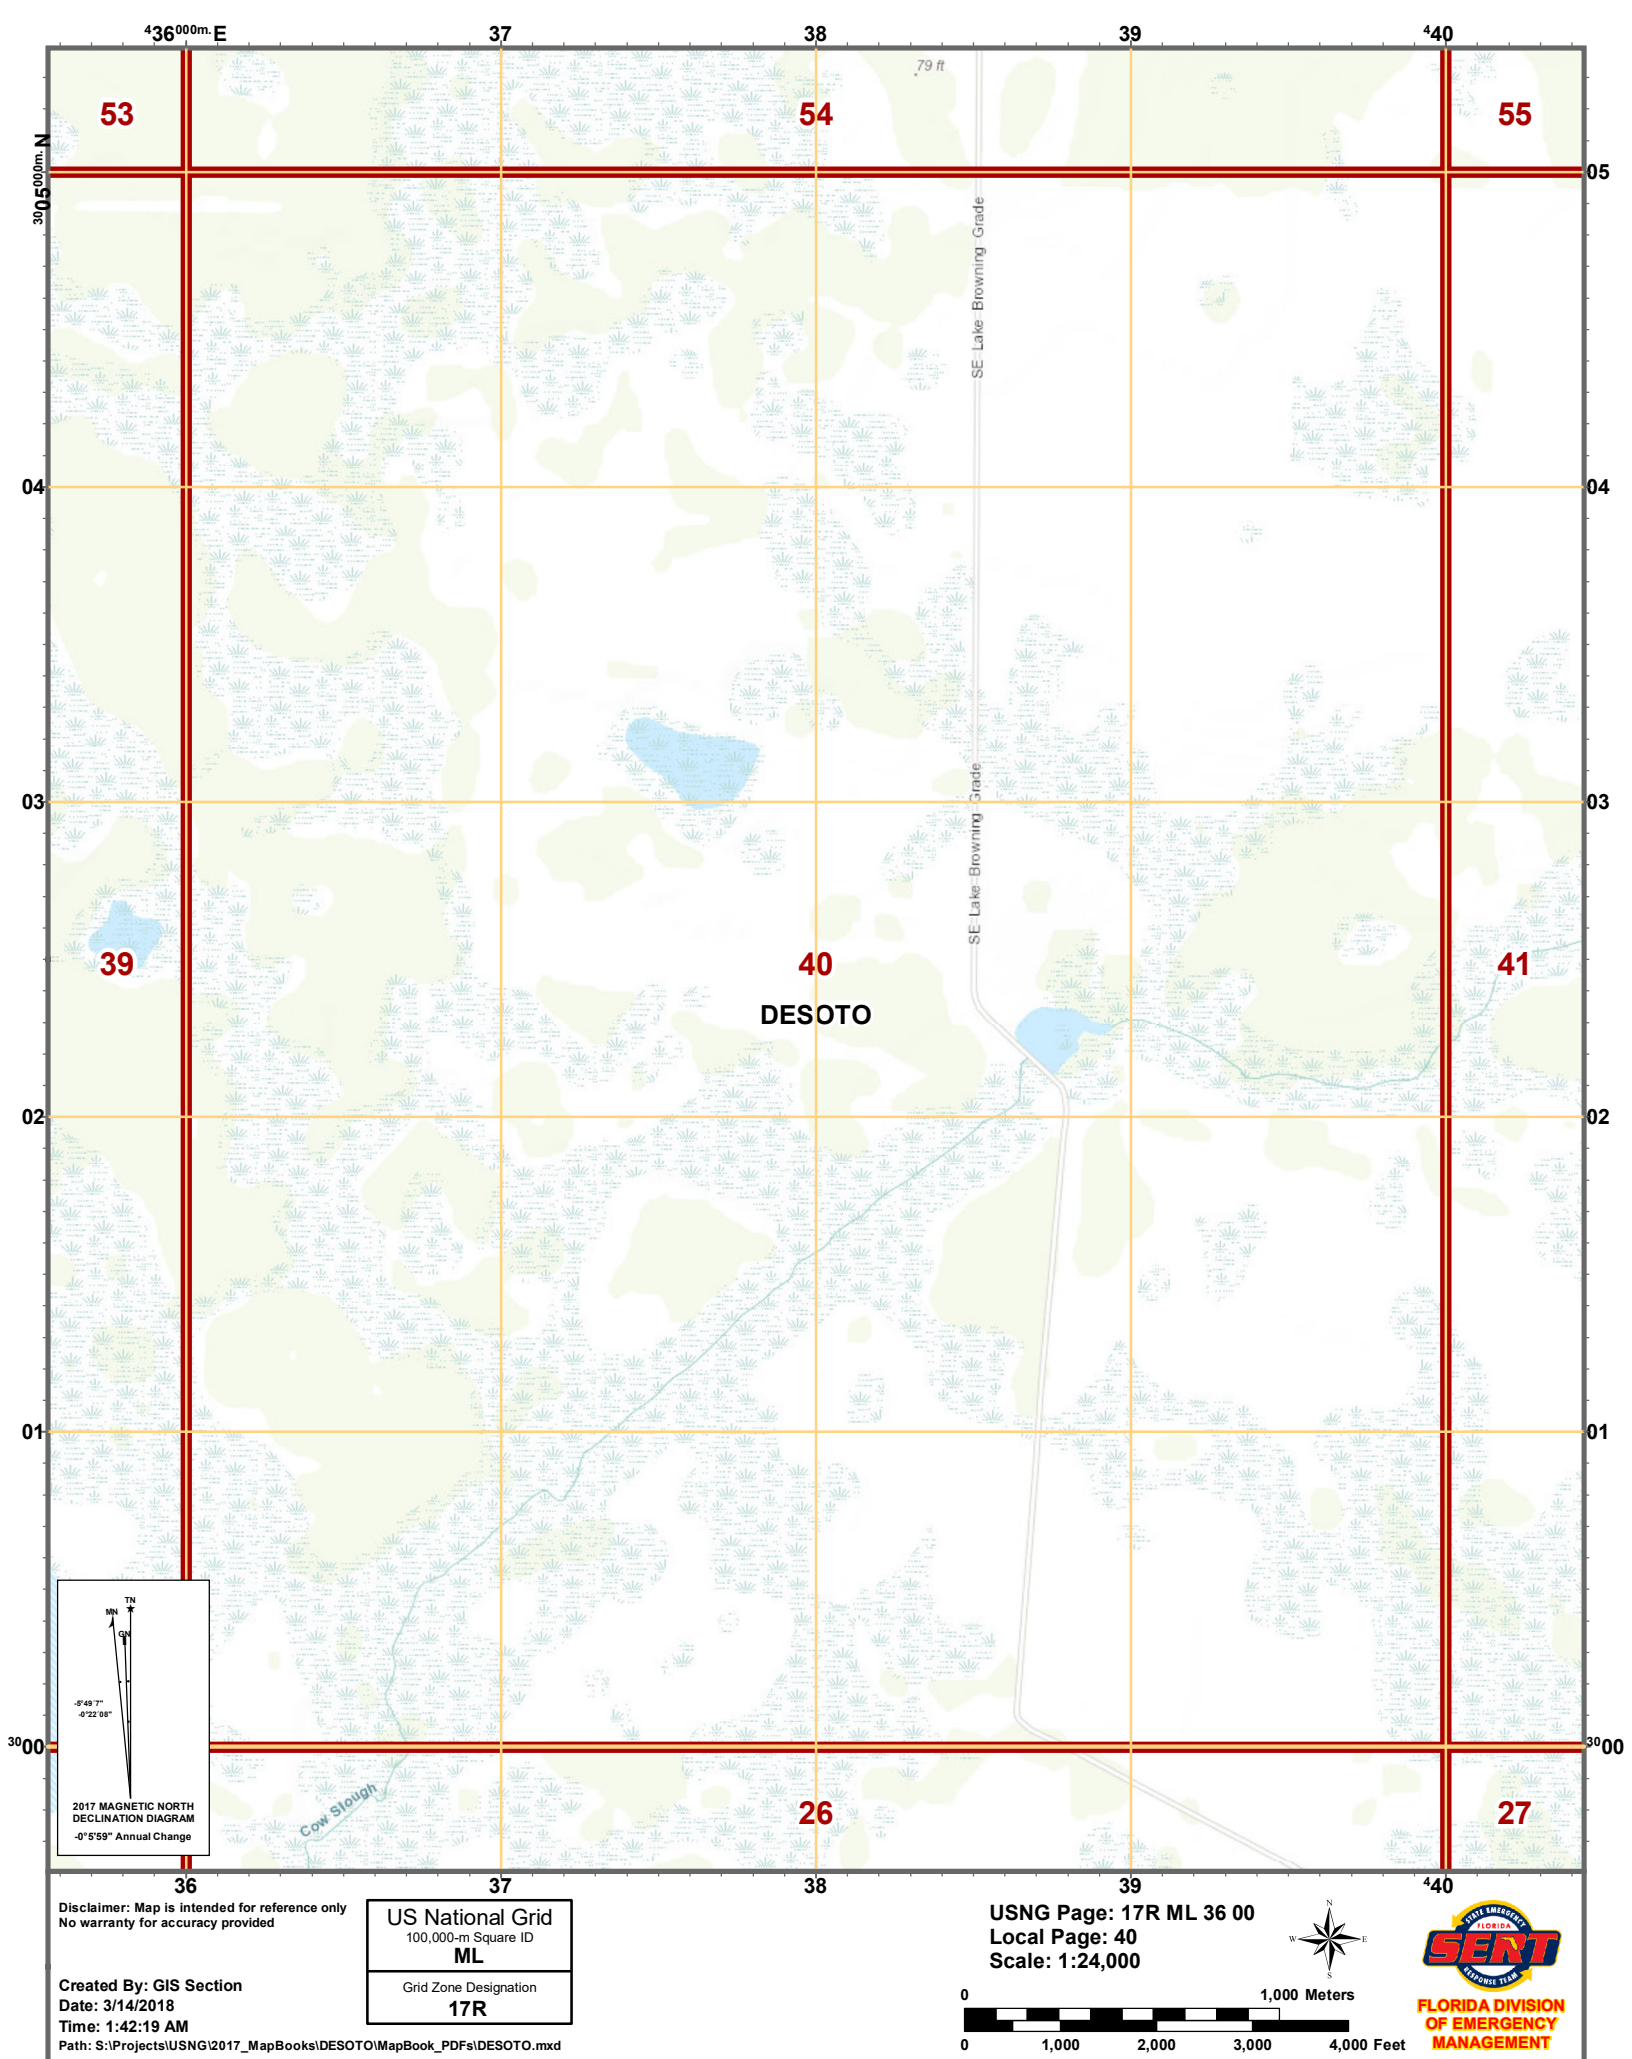 436000m.E 37 38 39 440
79 ft
53 54 55
3005000m.N 05
SE Lake Browning Grade
04 04
SE Lake Browning Grade
03 03
39 40 41
DESOTO
02 02
01 01
TN
MN
GN
-5°49'7"
-0°22'08"
2017 MAGNETIC NORTH
DECLINATION DIAGRAM
-0°5'59" Annual Change
3000 3000
Cow Slough
26 27
36 37 38 39 440
Disclaimer: Map is intended for reference only
No warranty for accuracy provided
Created By: GIS Section
Date: 3/14/2018
Time: 1:42:19 AM
Path: S:\Projects\USNG\2017_MapBooks\DESOTO\MapBook_PDFs\DESOTO.mxd
US National Grid
100,000-m Square ID
ML
Grid Zone Designation
17R
USNG Page: 17R ML 36 00
Local Page: 40
Scale: 1:24,000
N
W E
S
0 1,000 Meters
0 1,000 2,000 3,000 4,000 Feet
STATE EMERGENCY
FLORIDA
SERT
RESPONSE TEAM
FLORIDA DIVISION
OF EMERGENCY
MANAGEMENT